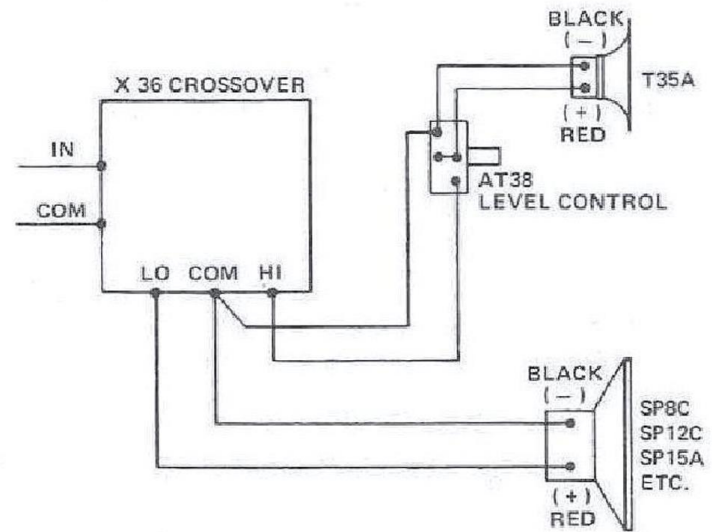 BLACK
(-)
T35A
(+)
RED
X 36 CROSSOVER
IN
COM
AT38
LEVEL CONTROL
LO COM HI
BLACK
(-)
SP8C
SP12C
SP15A
ETC.
(+)
RED